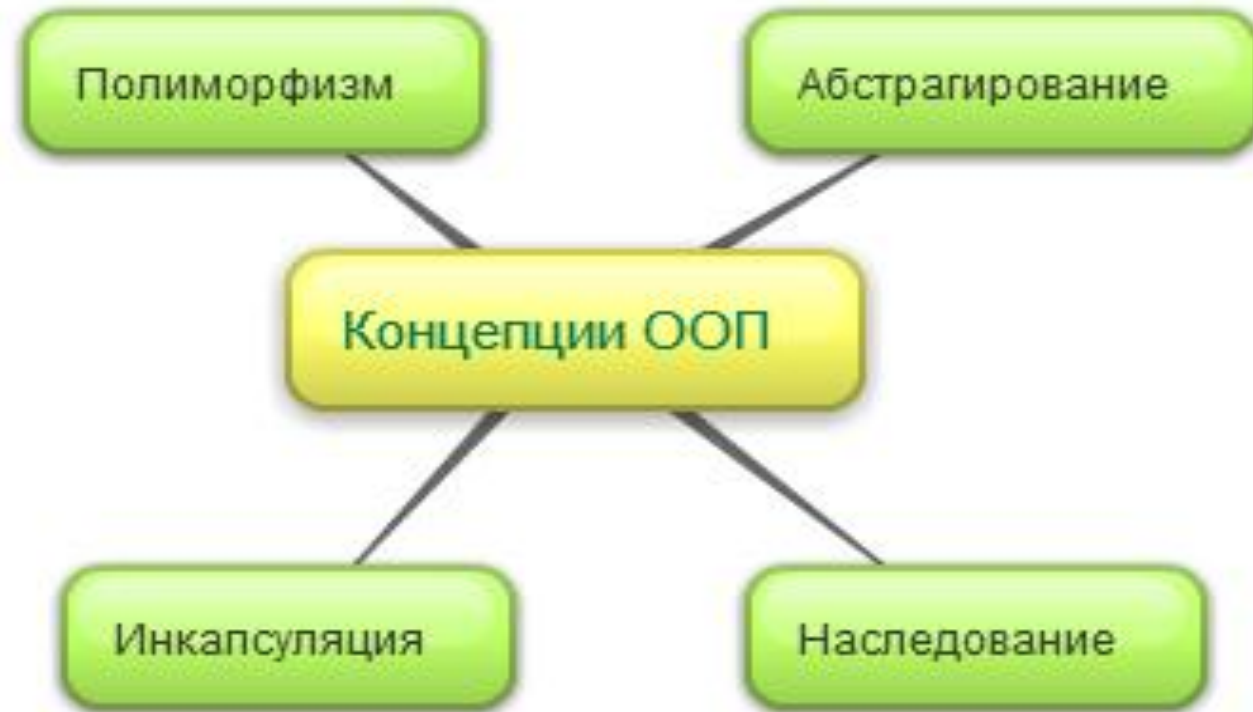 Полиморфизм
Абстрагирование
Концепции ООП
Инкапсуляция
Наследование